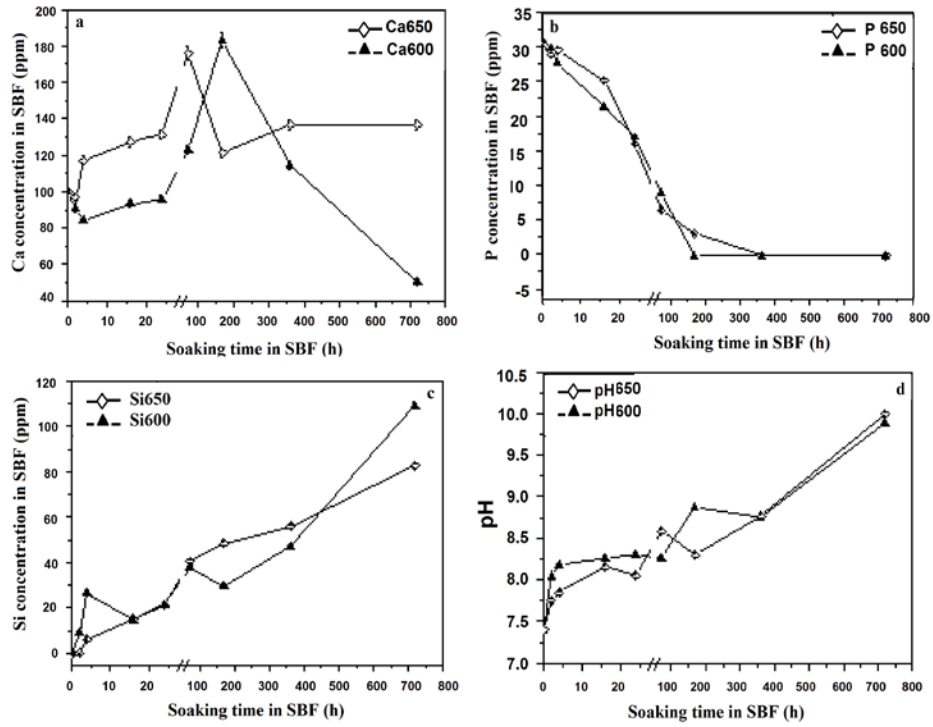 a
Ca650
Ca600
Ca concentration in SBF (ppm)
200
180
160
140
120
100
80
60
40
0 20 100 200 300 400 500 600 700 800
Soaking time in SBF (h)
b
P 650
P 600
P concentration in SBF (ppm)
35
30
25
20
15
10
5
0
-5
0 10 20 100 200 300 400 500 600 700 800
Soaking time in SBF (h)
c
Si650
Si600
Si concentration in SBF (ppm)
120
100
80
60
40
20
0
0 10 20 100 200 300 400 500 600 700 800
Soaking time in SBF (h)
d
pH650
pH600
pH
10.5
10.0
9.5
9.0
8.5
8.0
7.5
7.0
0 10 20 100 200 300 400 500 600 700 800
Soaking time in SBF (h)